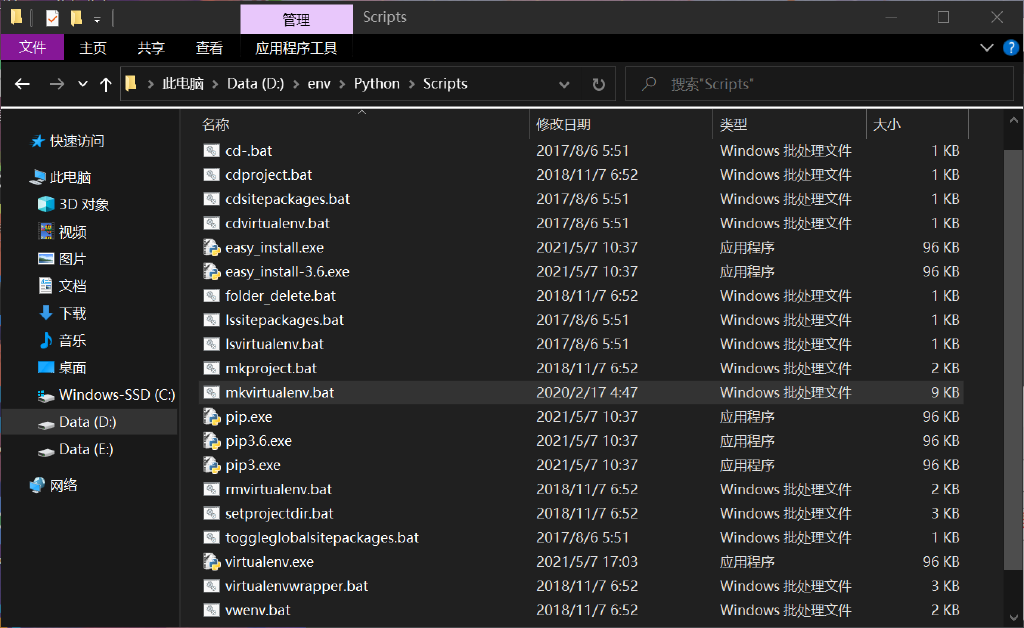 管理 Scripts
文件 主页 共享 查看 应用程序工具 ?
此电脑 Data (D:) env Python Scripts 搜索"Scripts"
快速访问
此电脑
3D 对象
视频
图片
文档
下载
音乐
桌面
Windows-SSD (C:)
Data (D:)
Data (E:)
网络
名称 修改日期 类型 大小
cd-.bat 2017/8/6 5:51 Windows 批处理文件 1 KB
cdproject.bat 2018/11/7 6:52 Windows 批处理文件 1 KB
cdsitepackages.bat 2017/8/6 5:51 Windows 批处理文件 1 KB
cdvirtualenv.bat 2017/8/6 5:51 Windows 批处理文件 1 KB
easy_install.exe 2021/5/7 10:37 应用程序 96 KB
easy_install-3.6.exe 2021/5/7 10:37 应用程序 96 KB
folder_delete.bat 2018/11/7 6:52 Windows 批处理文件 1 KB
lssitepackages.bat 2017/8/6 5:51 Windows 批处理文件 1 KB
lsvirtualenv.bat 2017/8/6 5:51 Windows 批处理文件 1 KB
mkproject.bat 2018/11/7 6:52 Windows 批处理文件 2 KB
mkvirtualenv.bat 2020/2/17 4:47 Windows 批处理文件 9 KB
pip.exe 2021/5/7 10:37 应用程序 96 KB
pip3.6.exe 2021/5/7 10:37 应用程序 96 KB
pip3.exe 2021/5/7 10:37 应用程序 96 KB
rmvirtualenv.bat 2018/11/7 6:52 Windows 批处理文件 2 KB
setprojectdir.bat 2018/11/7 6:52 Windows 批处理文件 3 KB
toggleglobalsitepackages.bat 2017/8/6 5:51 Windows 批处理文件 1 KB
virtualenv.exe 2021/5/7 17:03 应用程序 96 KB
virtualenvwrapper.bat 2018/11/7 6:52 Windows 批处理文件 3 KB
vwenv.bat 2018/11/7 6:52 Windows 批处理文件 2 KB